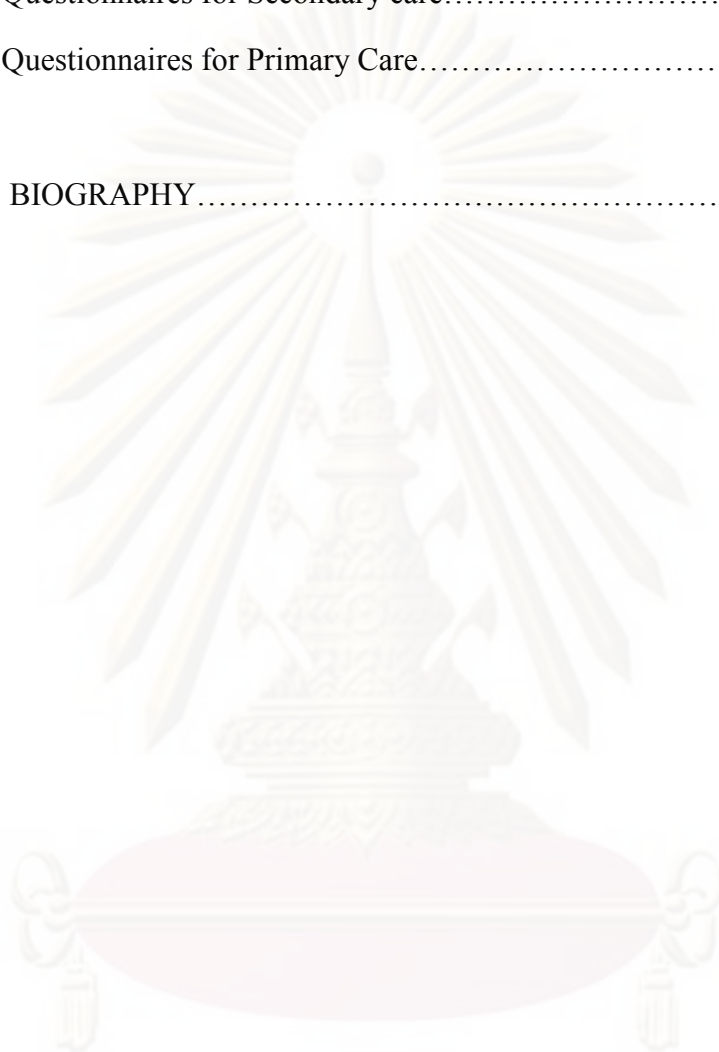 Questionnaires for Secondary care……………………
Questionnaires for Primary Care………………………
BIOGRAPHY…………………………………………